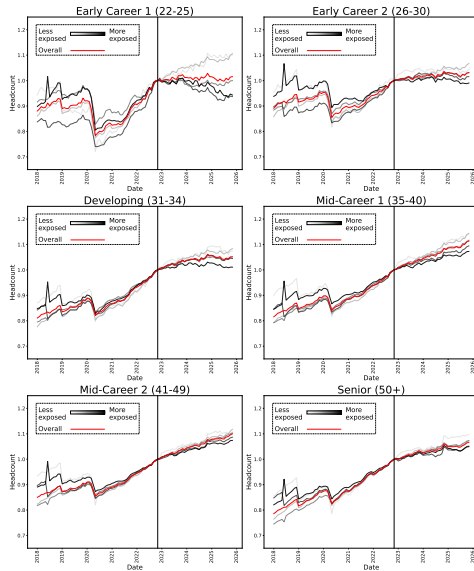 Early Career 1 (22-25)
Less exposed
More exposed
Overall
Headcount
1.2
1.1
1.0
0.9
0.8
0.7
2018
2019
2020
2021
2022
2023
2024
2025
2026
Date
Early Career 2 (26-30)
Less exposed
More exposed
Overall
Headcount
1.2
1.1
1.0
0.9
0.8
0.7
2018
2019
2020
2021
2022
2023
2024
2025
2026
Date
Developing (31-34)
Less exposed
More exposed
Overall
Headcount
1.2
1.1
1.0
0.9
0.8
0.7
2018
2019
2020
2021
2022
2023
2024
2025
2026
Date
Mid-Career 1 (35-40)
Less exposed
More exposed
Overall
Headcount
1.2
1.1
1.0
0.9
0.8
0.7
2018
2019
2020
2021
2022
2023
2024
2025
2026
Date
Mid-Career 2 (41-49)
Less exposed
More exposed
Overall
Headcount
1.2
1.1
1.0
0.9
0.8
0.7
2018
2019
2020
2021
2022
2023
2024
2025
2026
Date
Senior (50+)
Less exposed
More exposed
Overall
Headcount
1.2
1.1
1.0
0.9
0.8
0.7
2018
2019
2020
2021
2022
2023
2024
2025
2026
Date